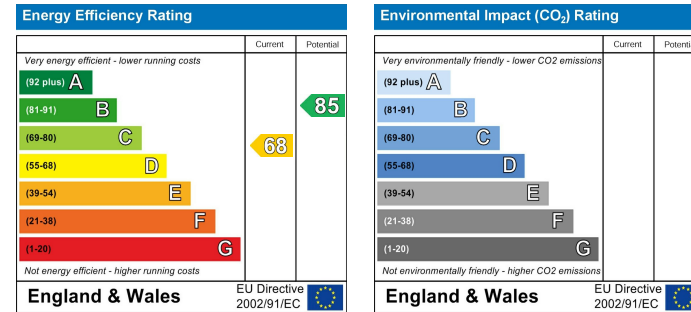 Energy Efficiency Rating
Current Potential
Very energy efficient - lower running costs
(92 plus) A
(81-91) B
85
(69-80) C
68
(55-68) D
(39-54) E
(21-38) F
(1-20) G
Not energy efficient - higher running costs
England & Wales
EU Directive
2002/91/EC
Environmental Impact (CO₂) Rating
Current Potenti
Very environmentally friendly - lower CO2 emissions
(92 plus) A
(81-91) B
(69-80) C
(55-68) D
(39-54) E
(21-38) F
(1-20) G
Not environmentally friendly - higher CO2 emissions
England & Wales
EU Directive
2002/91/EC